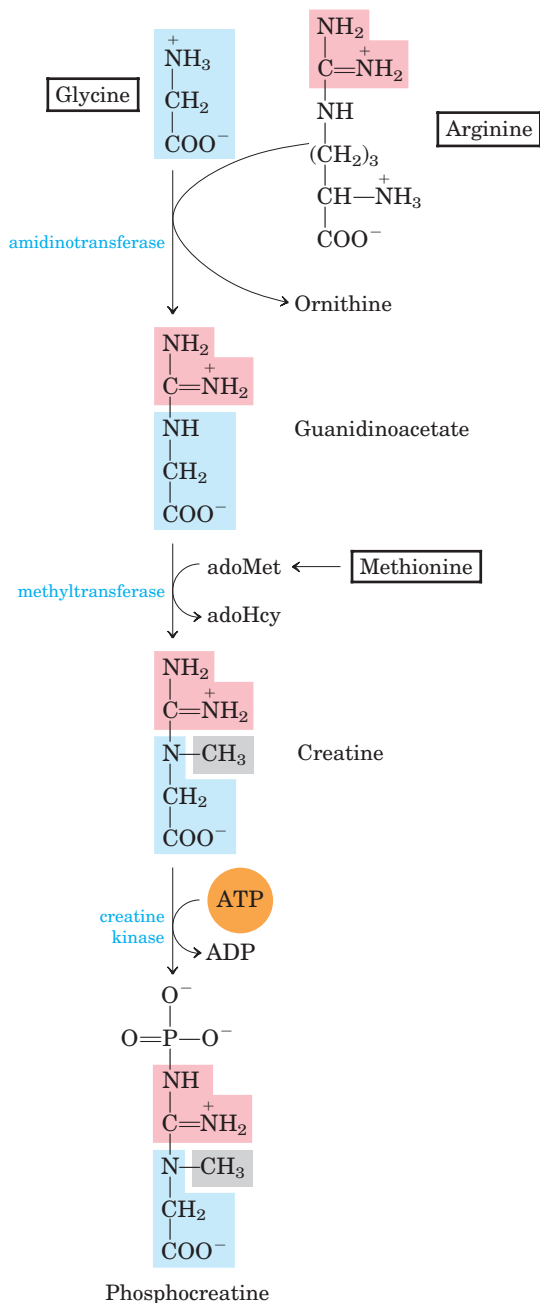 NH₃⁺
CH₂
COO⁻
Glycine
NH₂
C=NH₂⁺
NH
(CH₂)₃
CH—NH₃⁺
COO⁻
Arginine
amidinotransferase
Ornithine
NH₂
C=NH₂⁺
NH
CH₂
COO⁻
Guanidinoacetate
adoMet
Methionine
methyltransferase
adoHcy
NH₂
C=NH₂⁺
N—CH₃
CH₂
COO⁻
Creatine
ATP
creatine
kinase
ADP
O⁻
O=P—O⁻
NH
C=NH₂⁺
N—CH₃
CH₂
COO⁻
Phosphocreatine